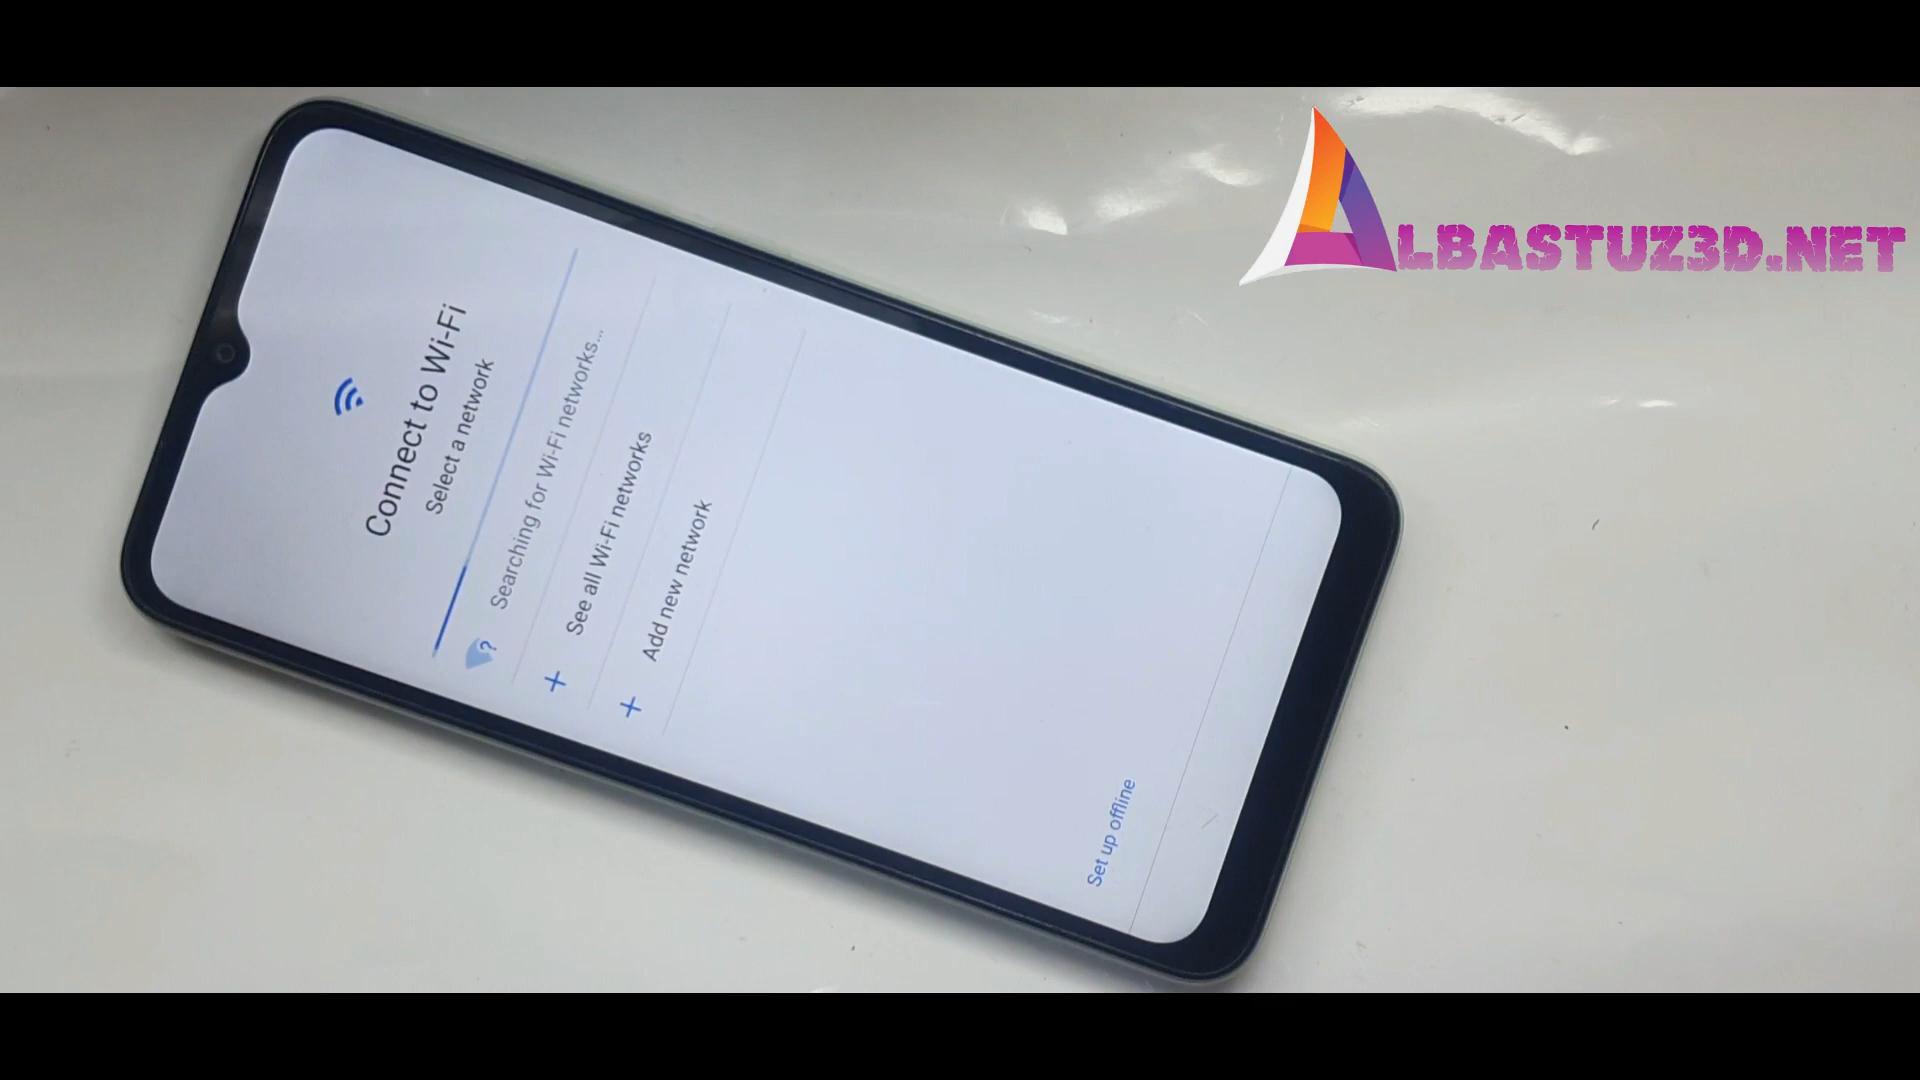 ALBASTUZ3D.NET
Connect to Wi-Fi
Select a network
Searching for Wi-Fi networks...
See all Wi-Fi networks
Add new network
Set up offline